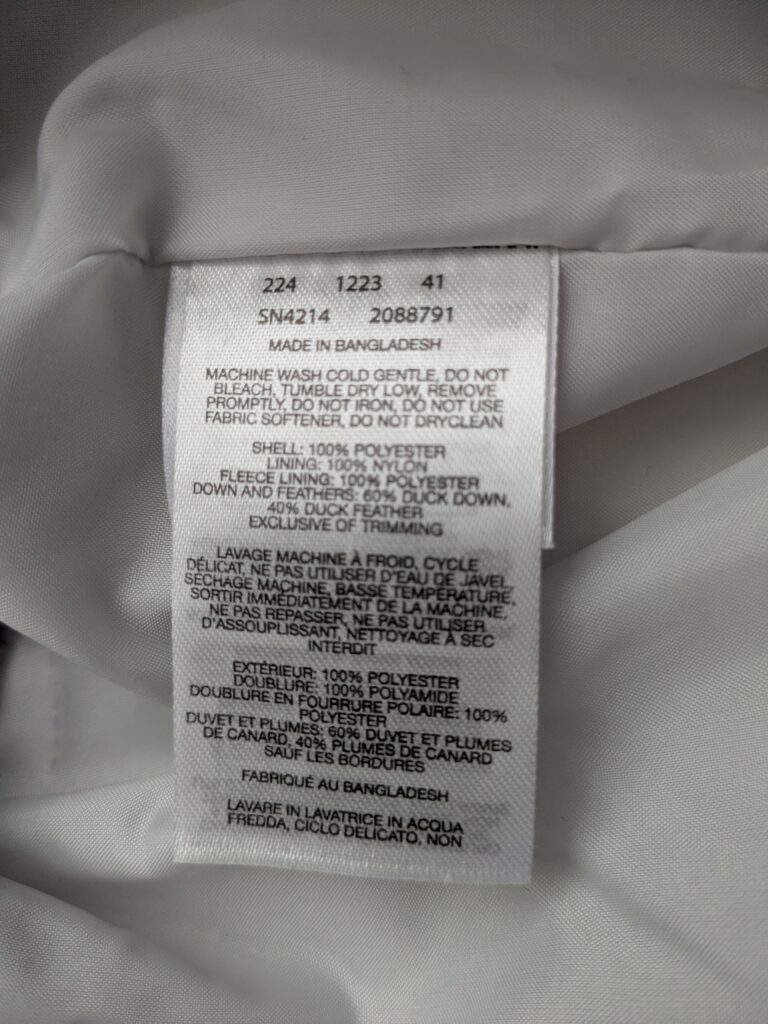 224 1223 41
SN4214 2088791
MADE IN BANGLADESH
MACHINE WASH COLD GENTLE, DO NOT
BLEACH, TUMBLE DRY LOW, REMOVE
PROMPTLY, DO NOT IRON, DO NOT USE
FABRIC SOFTENER, DO NOT DRYCLEAN
SHELL: 100% POLYESTER
LINING: 100% NYLON
FLEECE LINING: 100% POLYESTER
DOWN AND FEATHERS: 60% DUCK DOWN,
40% DUCK FEATHER
EXCLUSIVE OF TRIMMING
LAVAGE MACHINE À FROID, CYCLE
DÉLICAT, NE PAS UTILISER D'EAU DE JAVEL,
SÉCHAGE MACHINE, BASSE TEMPÉRATURE,
SORTIR IMMÉDIATEMENT DE LA MACHINE,
NE PAS REPASSER, NE PAS UTILISER
D'ASSOUPLISSANT, NETTOYAGE À SEC
INTERDIT
EXTÉRIEUR: 100% POLYESTER
DOUBLURE: 100% POLYAMIDE
DOUBLURE EN FOURRURE POLAIRE: 100%
POLYESTER
DUVET ET PLUMES: 60% DUVET ET PLUMES
DE CANARD, 40% PLUMES DE CANARD
SAUF LES BORDURES
FABRIQUÉ AU BANGLADESH
LAVARE IN LAVATRICE IN ACQUA
FREDDA, CICLO DELICATO, NON